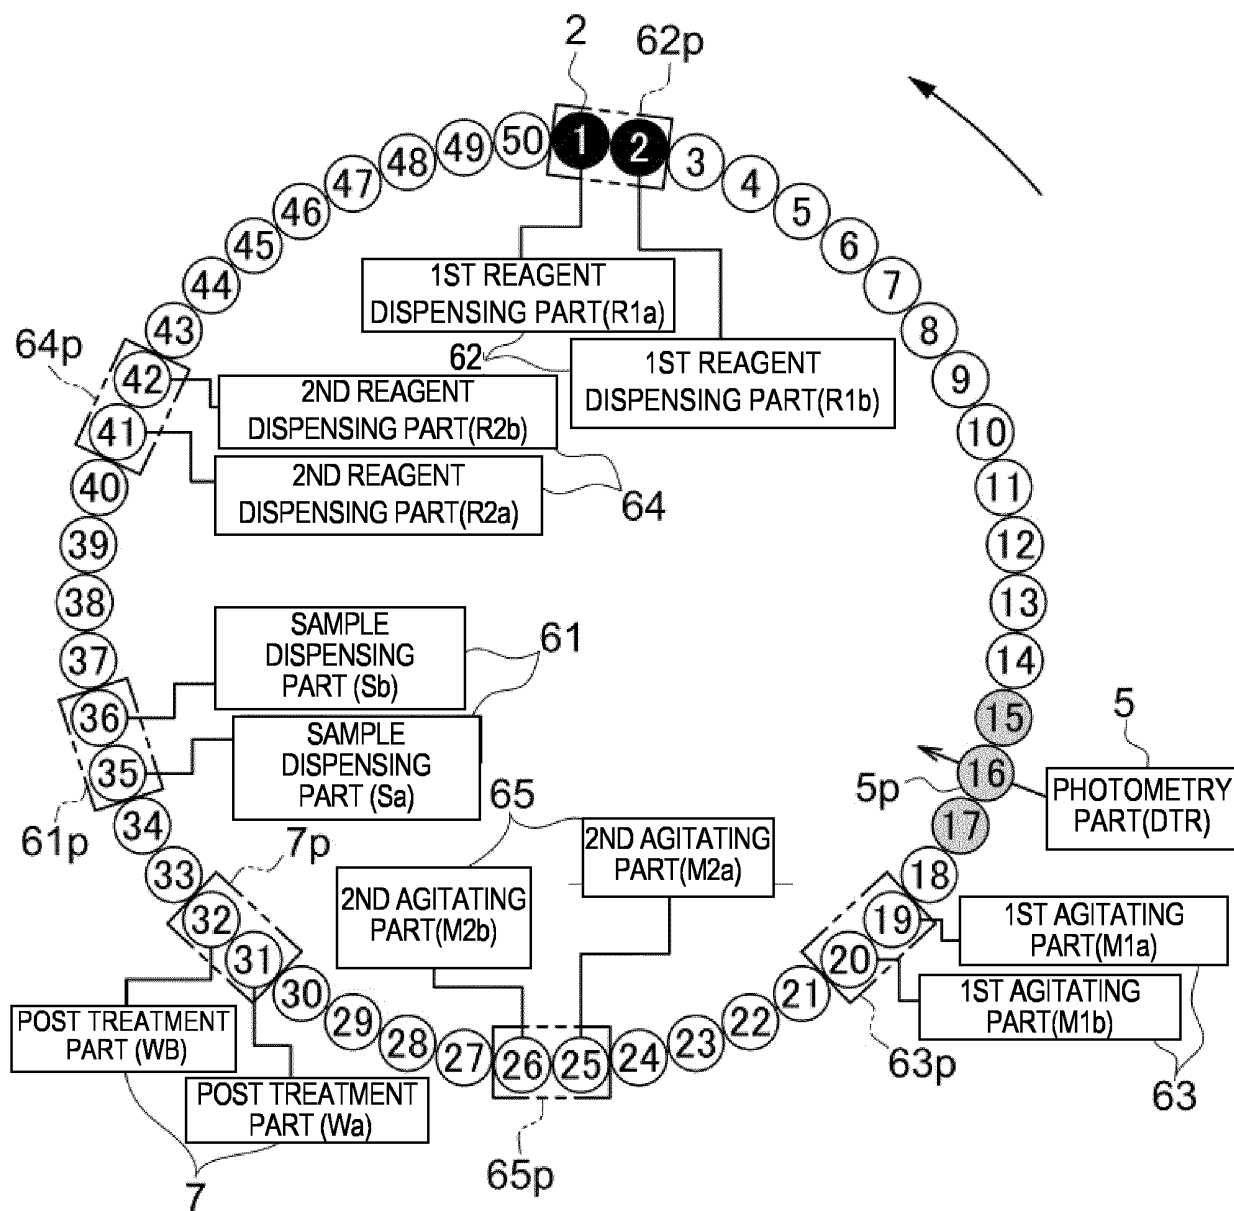 2
62p
50
1
2
3
49
4
48
5
47
6
46
7
45
8
44
9
43
10
64p
42
11
41
12
40
13
39
14
38
15
37
16
36
17
35
18
34
19
33
20
32
21
31
22
30
23
29
24
28
25
27
26
1ST REAGENT
DISPENSING PART(R1a)
62
1ST REAGENT
DISPENSING PART(R1b)
2ND REAGENT
DISPENSING PART(R2b)
2ND REAGENT
DISPENSING PART(R2a)
64
SAMPLE
DISPENSING
PART (Sb)
61
SAMPLE
DISPENSING
PART (Sa)
61p
5
5p
PHOTOMETRY
PART(DTR)
65
7p
2ND AGITATING
PART(M2a)
2ND AGITATING
PART(M2b)
1ST AGITATING
PART(M1a)
1ST AGITATING
PART(M1b)
63p
63
POST TREATMENT
PART (WB)
POST TREATMENT
PART (Wa)
65p
7